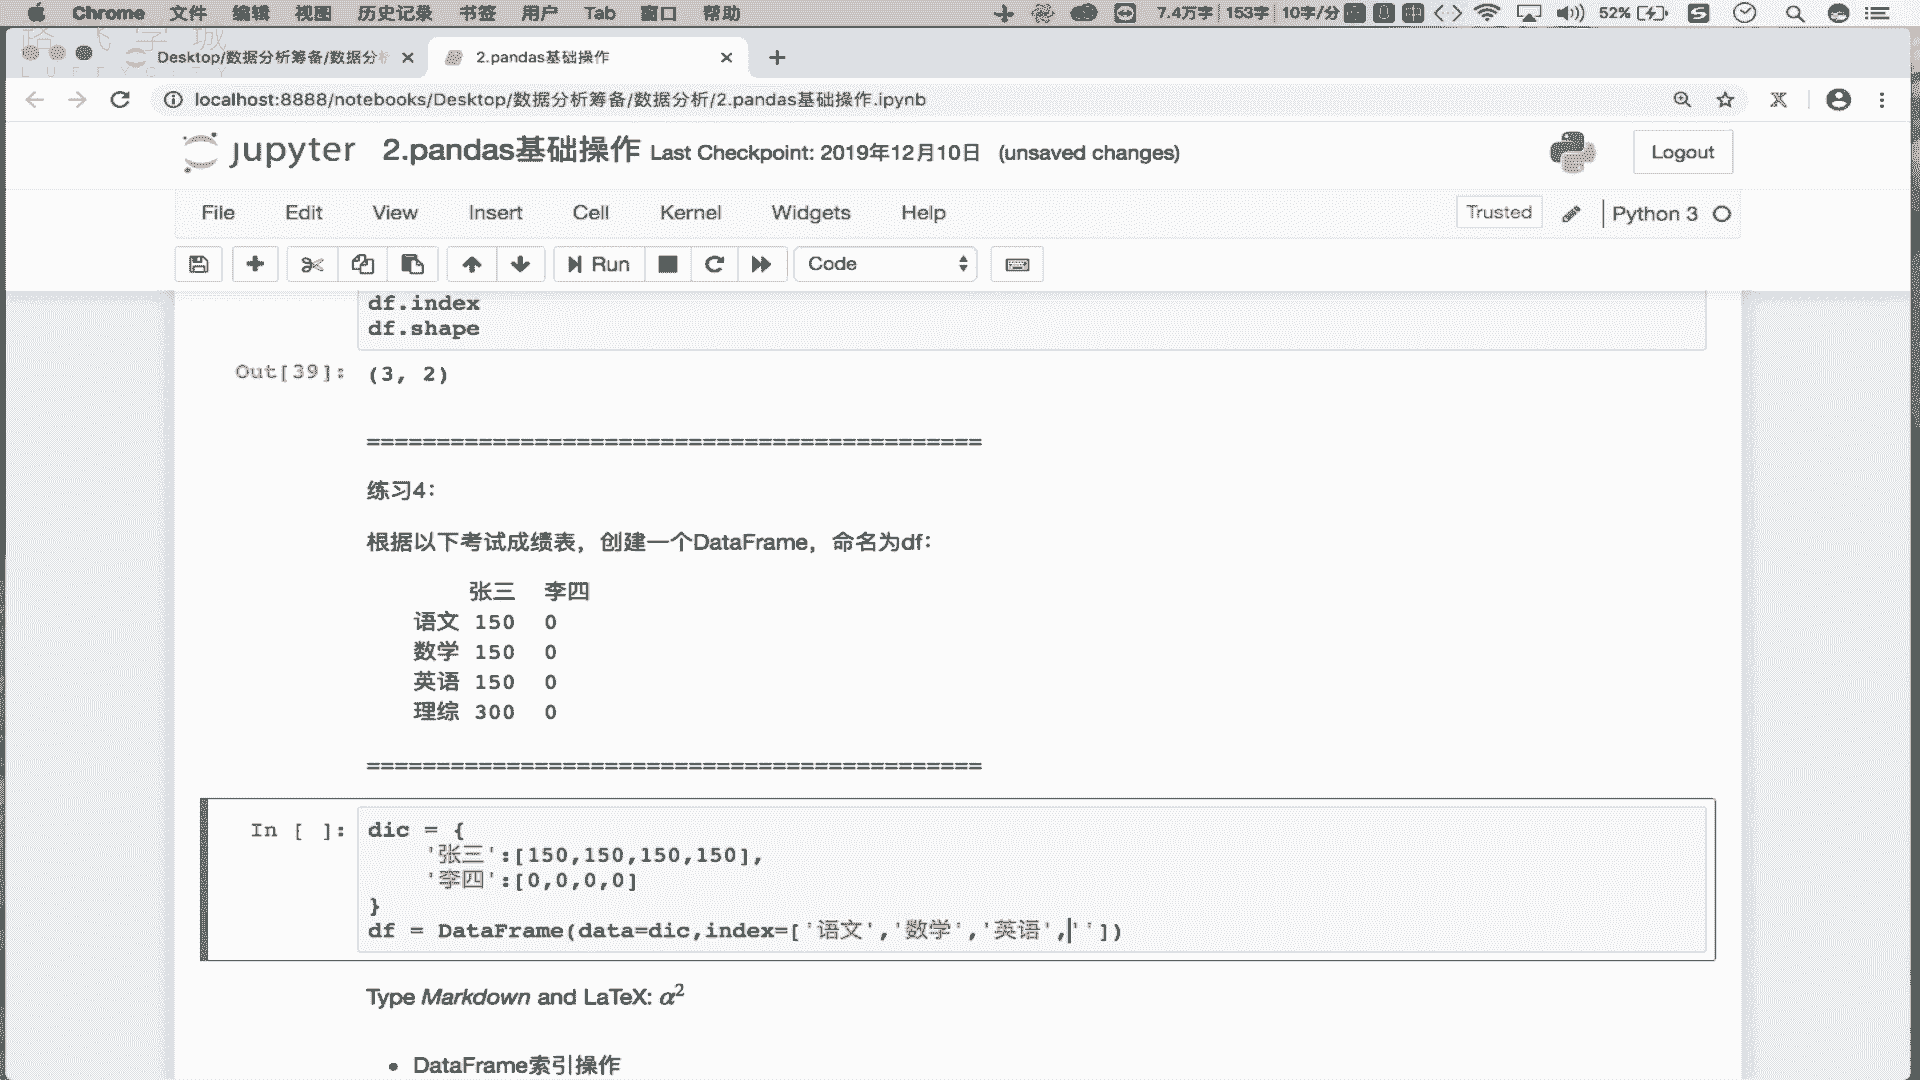 Chrome 文件 编辑 视图 历史记录 书签 用户 Tab 窗口 帮助 7.4万字 153字 10字/分 52%
Desktop/数据分析筹备/数据分析
2.pandas基础操作
localhost:8888/notebooks/Desktop/数据分析筹备/数据分析/2.pandas基础操作.ipynb
jupyter 2.pandas基础操作 Last Checkpoint: 2019年12月10日 (unsaved changes) Logout
File Edit View Insert Cell Kernel Widgets Help Trusted Python 3
Run Code
df.index
df.shape
Out[39]: (3, 2)
============================================
练习4：
根据以下考试成绩表，创建一个DataFrame，命名为df：
张三 李四
语文 150 0
数学 150 0
英语 150 0
理综 300 0
============================================
In [ ]: dic = {
'张三':[150,150,150,150],
'李四':[0,0,0,0]
}
df = DataFrame(data=dic,index=['语文','数学','英语',''])
Type Markdown and LaTeX: α²
• DataFrame索引操作